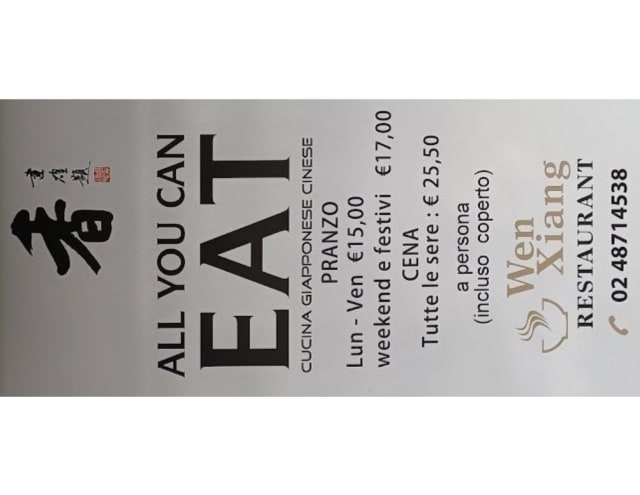 香
ALL YOU CAN
EAT
CUCINA GIAPPONESE CINESE
PRANZO
Lun - Ven €15,00
weekend e festivi €17,00
CENA
Tutte le sere : € 25,50
a persona
(incluso coperto)
Wen
Xiang
RESTAURANT
02 48714538